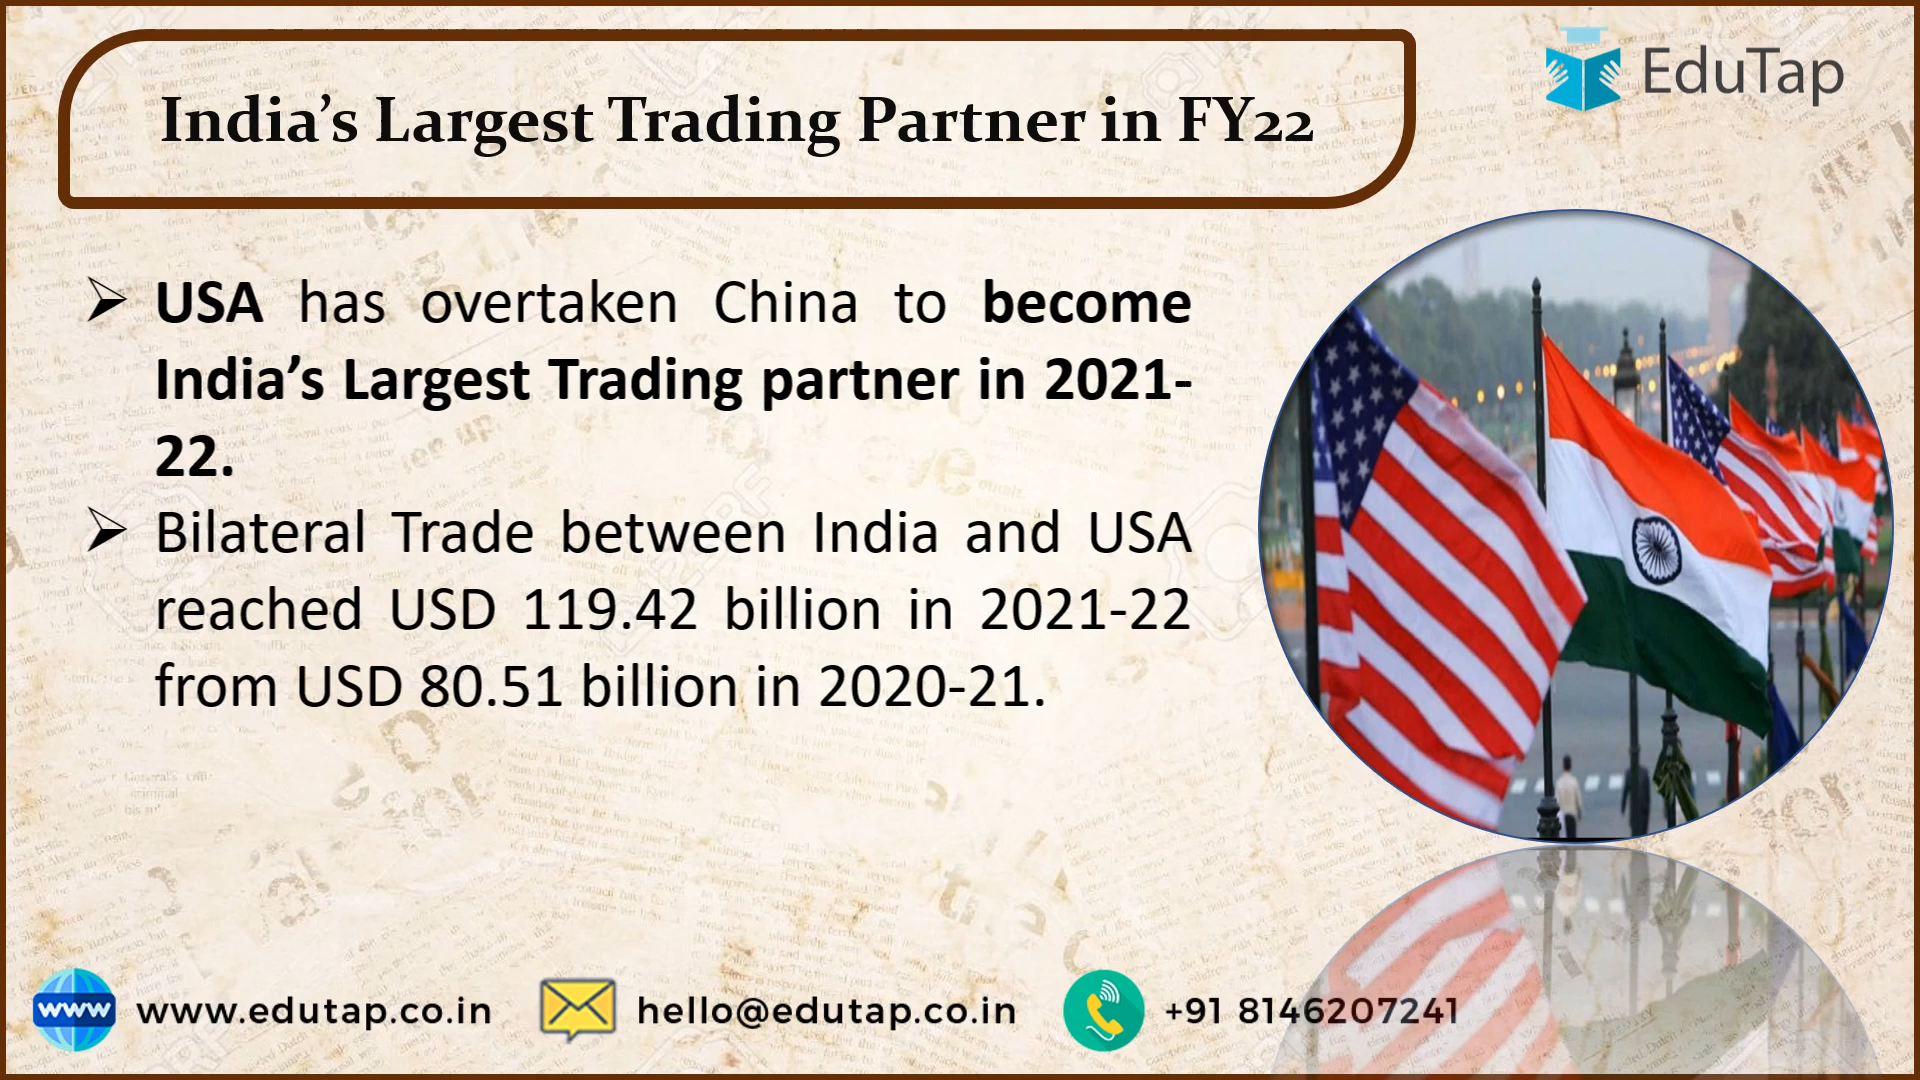 India’s Largest Trading Partner in FY22
EduTap
➢ USA has overtaken China to become
India’s Largest Trading partner in 2021-
22.
➢ Bilateral Trade between India and USA
reached USD 119.42 billion in 2021-22
from USD 80.51 billion in 2020-21.
www
www.edutap.co.in
hello@edutap.co.in
+91 8146207241